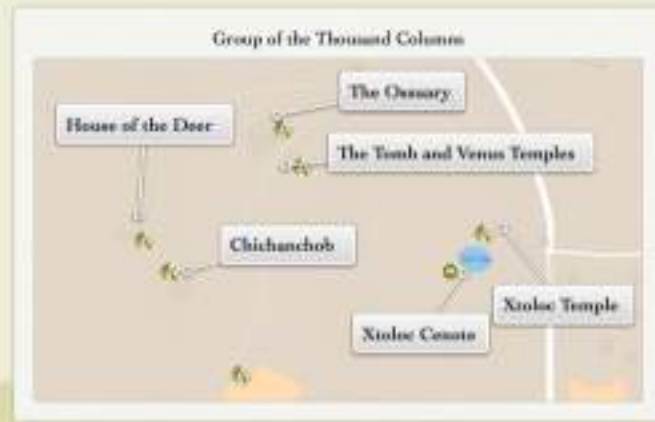 Group of the Thousand Columns
The Ossuary
House of the Deer
The Tomb and Venus Temples
Chichanchob
Xtoloc Temple
Xtoloc Cenote